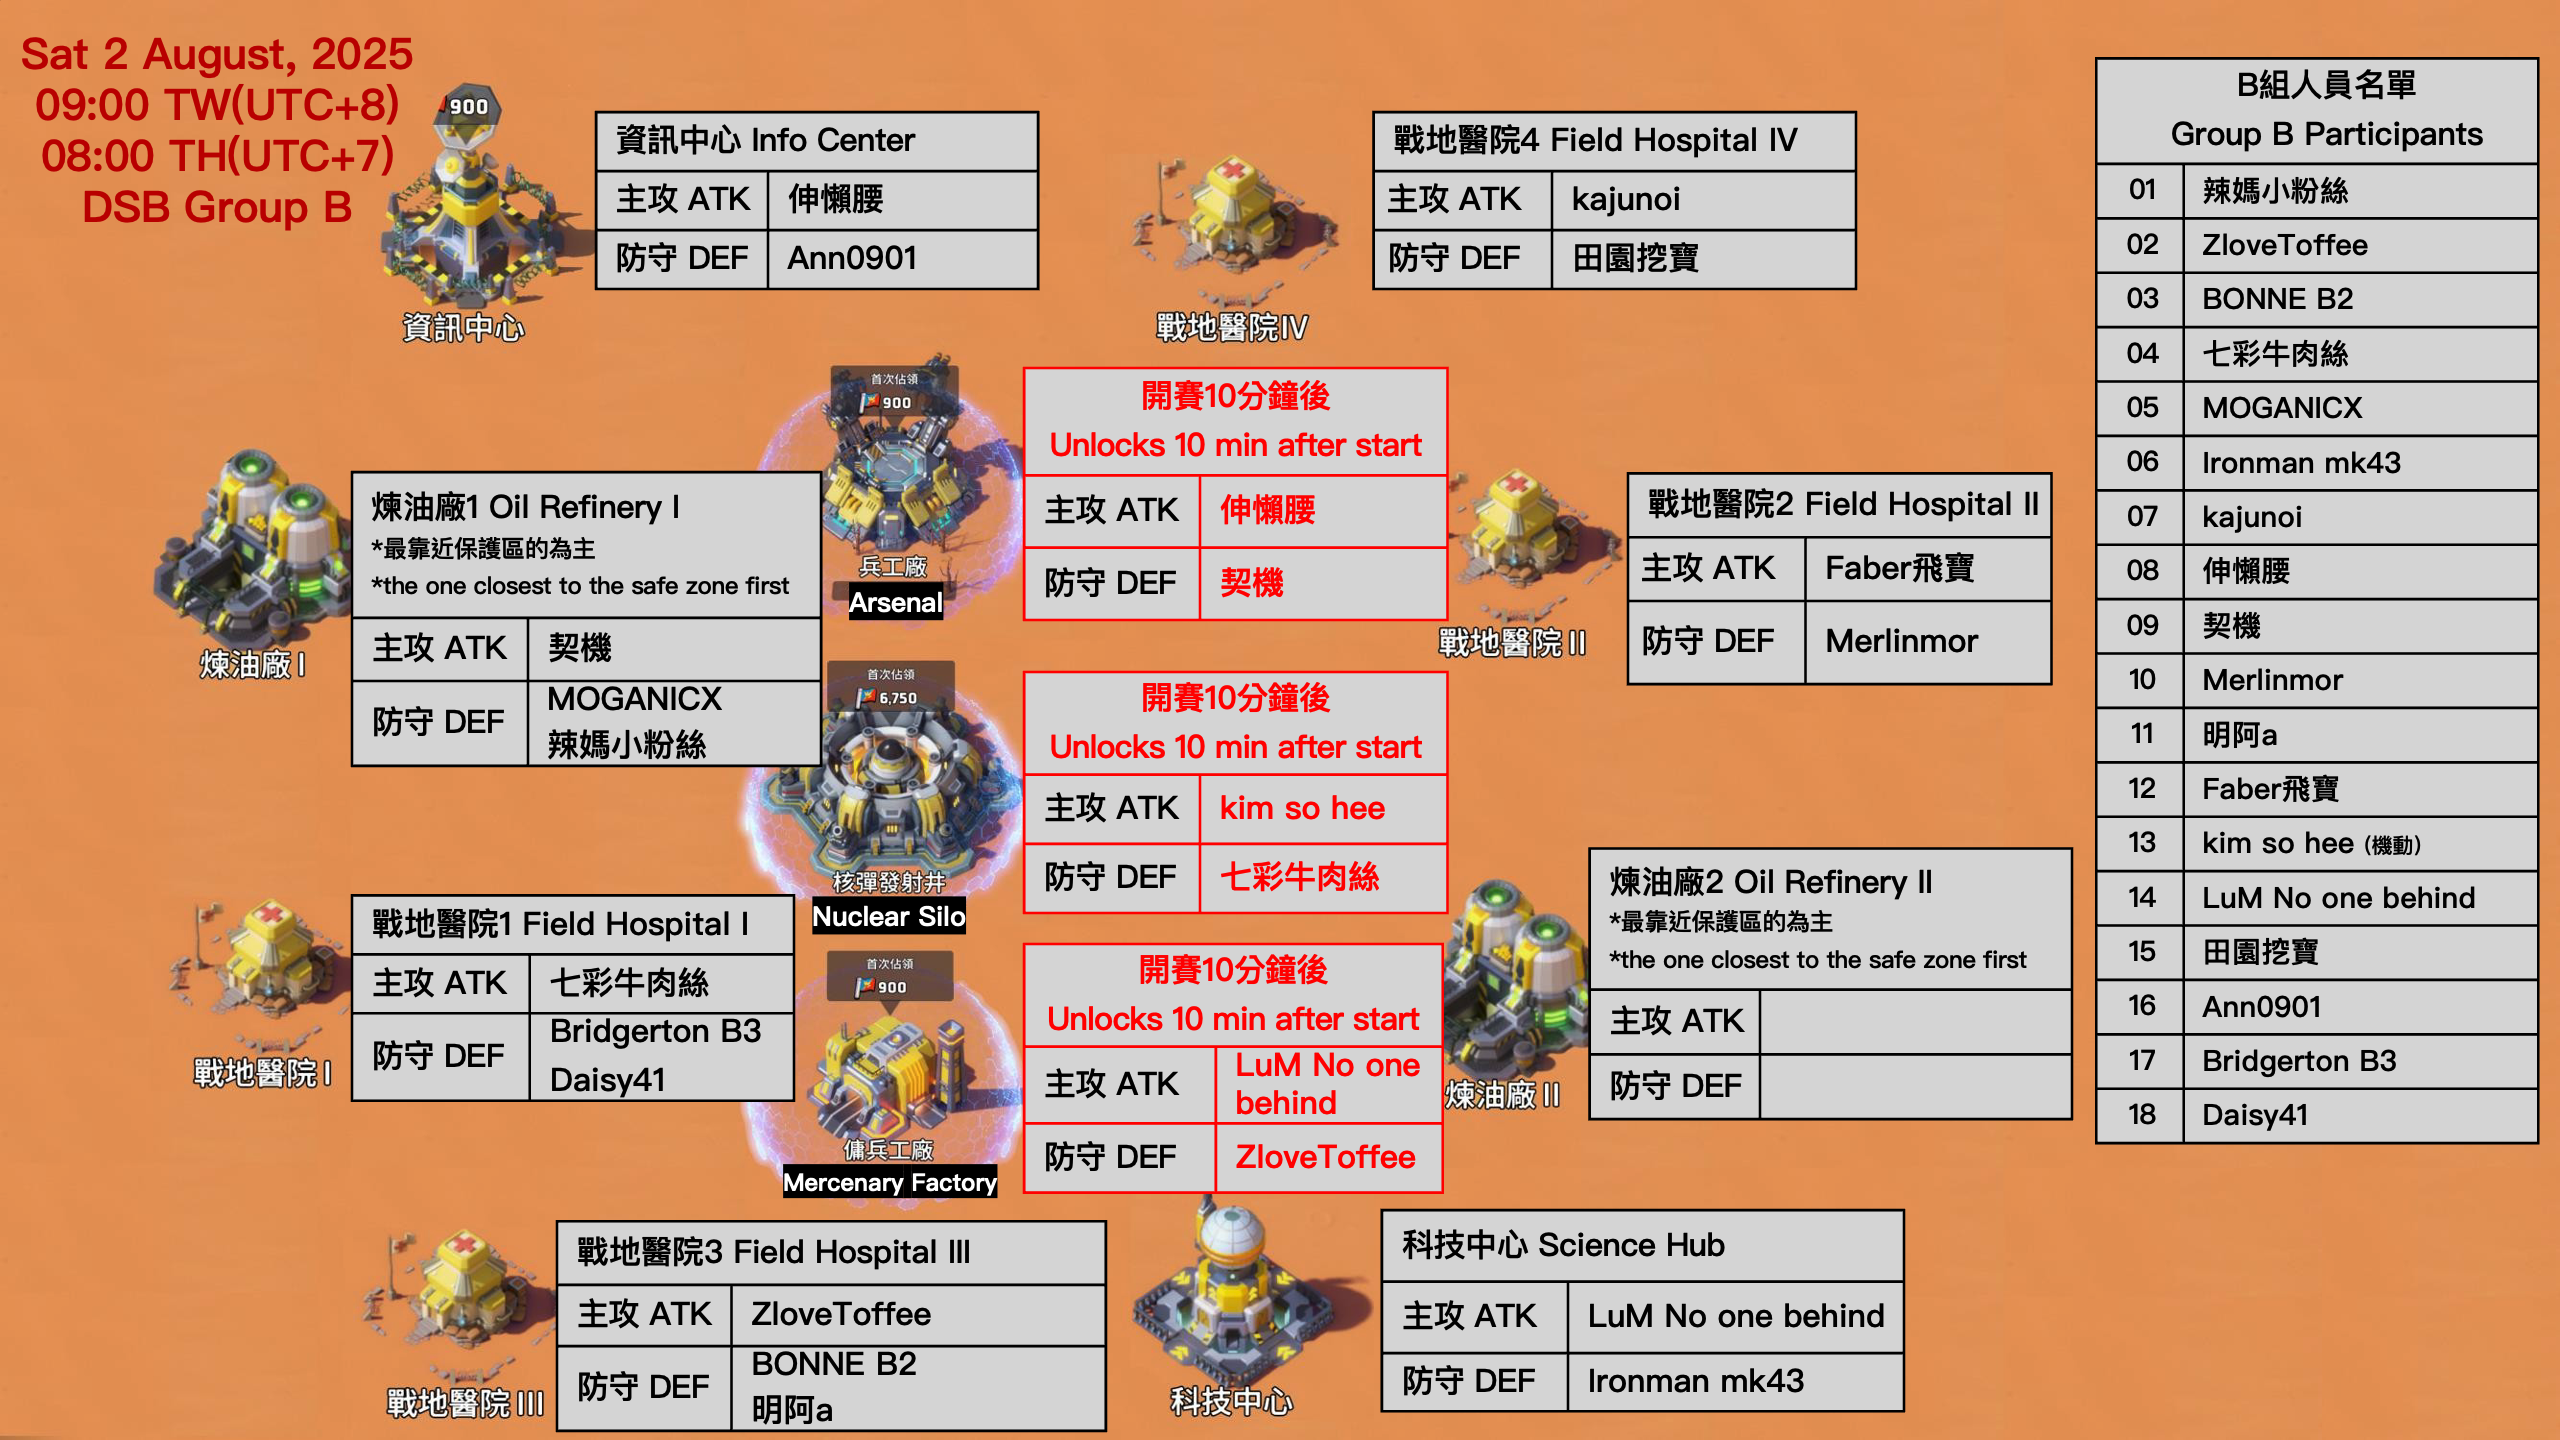 Sat 2 August, 2025
09:00 TW(UTC+8)
08:00 TH(UTC+7)
DSB Group B
900
資訊中心
資訊中心 Info Center
主攻 ATK 伸懶腰
防守 DEF Ann0901
戰地醫院IV
戰地醫院4 Field Hospital IV
主攻 ATK kajunoi
防守 DEF 田園挖寶
首次佔領
900
兵工廠
Arsenal
開賽10分鐘後
Unlocks 10 min after start
主攻 ATK 伸懶腰
防守 DEF 契機
煉油廠 I
煉油廠1 Oil Refinery I
*最靠近保護區的為主
*the one closest to the safe zone first
主攻 ATK 契機
防守 DEF MOGANICX
辣媽小粉絲
戰地醫院 II
戰地醫院2 Field Hospital II
主攻 ATK Faber飛寶
防守 DEF Merlinmor
首次佔領
6,750
核彈發射井
Nuclear Silo
開賽10分鐘後
Unlocks 10 min after start
主攻 ATK kim so hee
防守 DEF 七彩牛肉絲
戰地醫院 I
戰地醫院1 Field Hospital I
主攻 ATK 七彩牛肉絲
防守 DEF Bridgerton B3
Daisy41
首次佔領
900
傭兵工廠
Mercenary Factory
開賽10分鐘後
Unlocks 10 min after start
主攻 ATK LuM No one
behind
防守 DEF ZloveToffee
煉油廠 II
煉油廠2 Oil Refinery II
*最靠近保護區的為主
*the one closest to the safe zone first
主攻 ATK
防守 DEF
戰地醫院 III
戰地醫院3 Field Hospital III
主攻 ATK ZloveToffee
防守 DEF BONNE B2
明阿a
科技中心
科技中心 Science Hub
主攻 ATK LuM No one behind
防守 DEF Ironman mk43
B組人員名單
Group B Participants
01 辣媽小粉絲
02 ZloveToffee
03 BONNE B2
04 七彩牛肉絲
05 MOGANICX
06 Ironman mk43
07 kajunoi
08 伸懶腰
09 契機
10 Merlinmor
11 明阿a
12 Faber飛寶
13 kim so hee (機動)
14 LuM No one behind
15 田園挖寶
16 Ann0901
17 Bridgerton B3
18 Daisy41